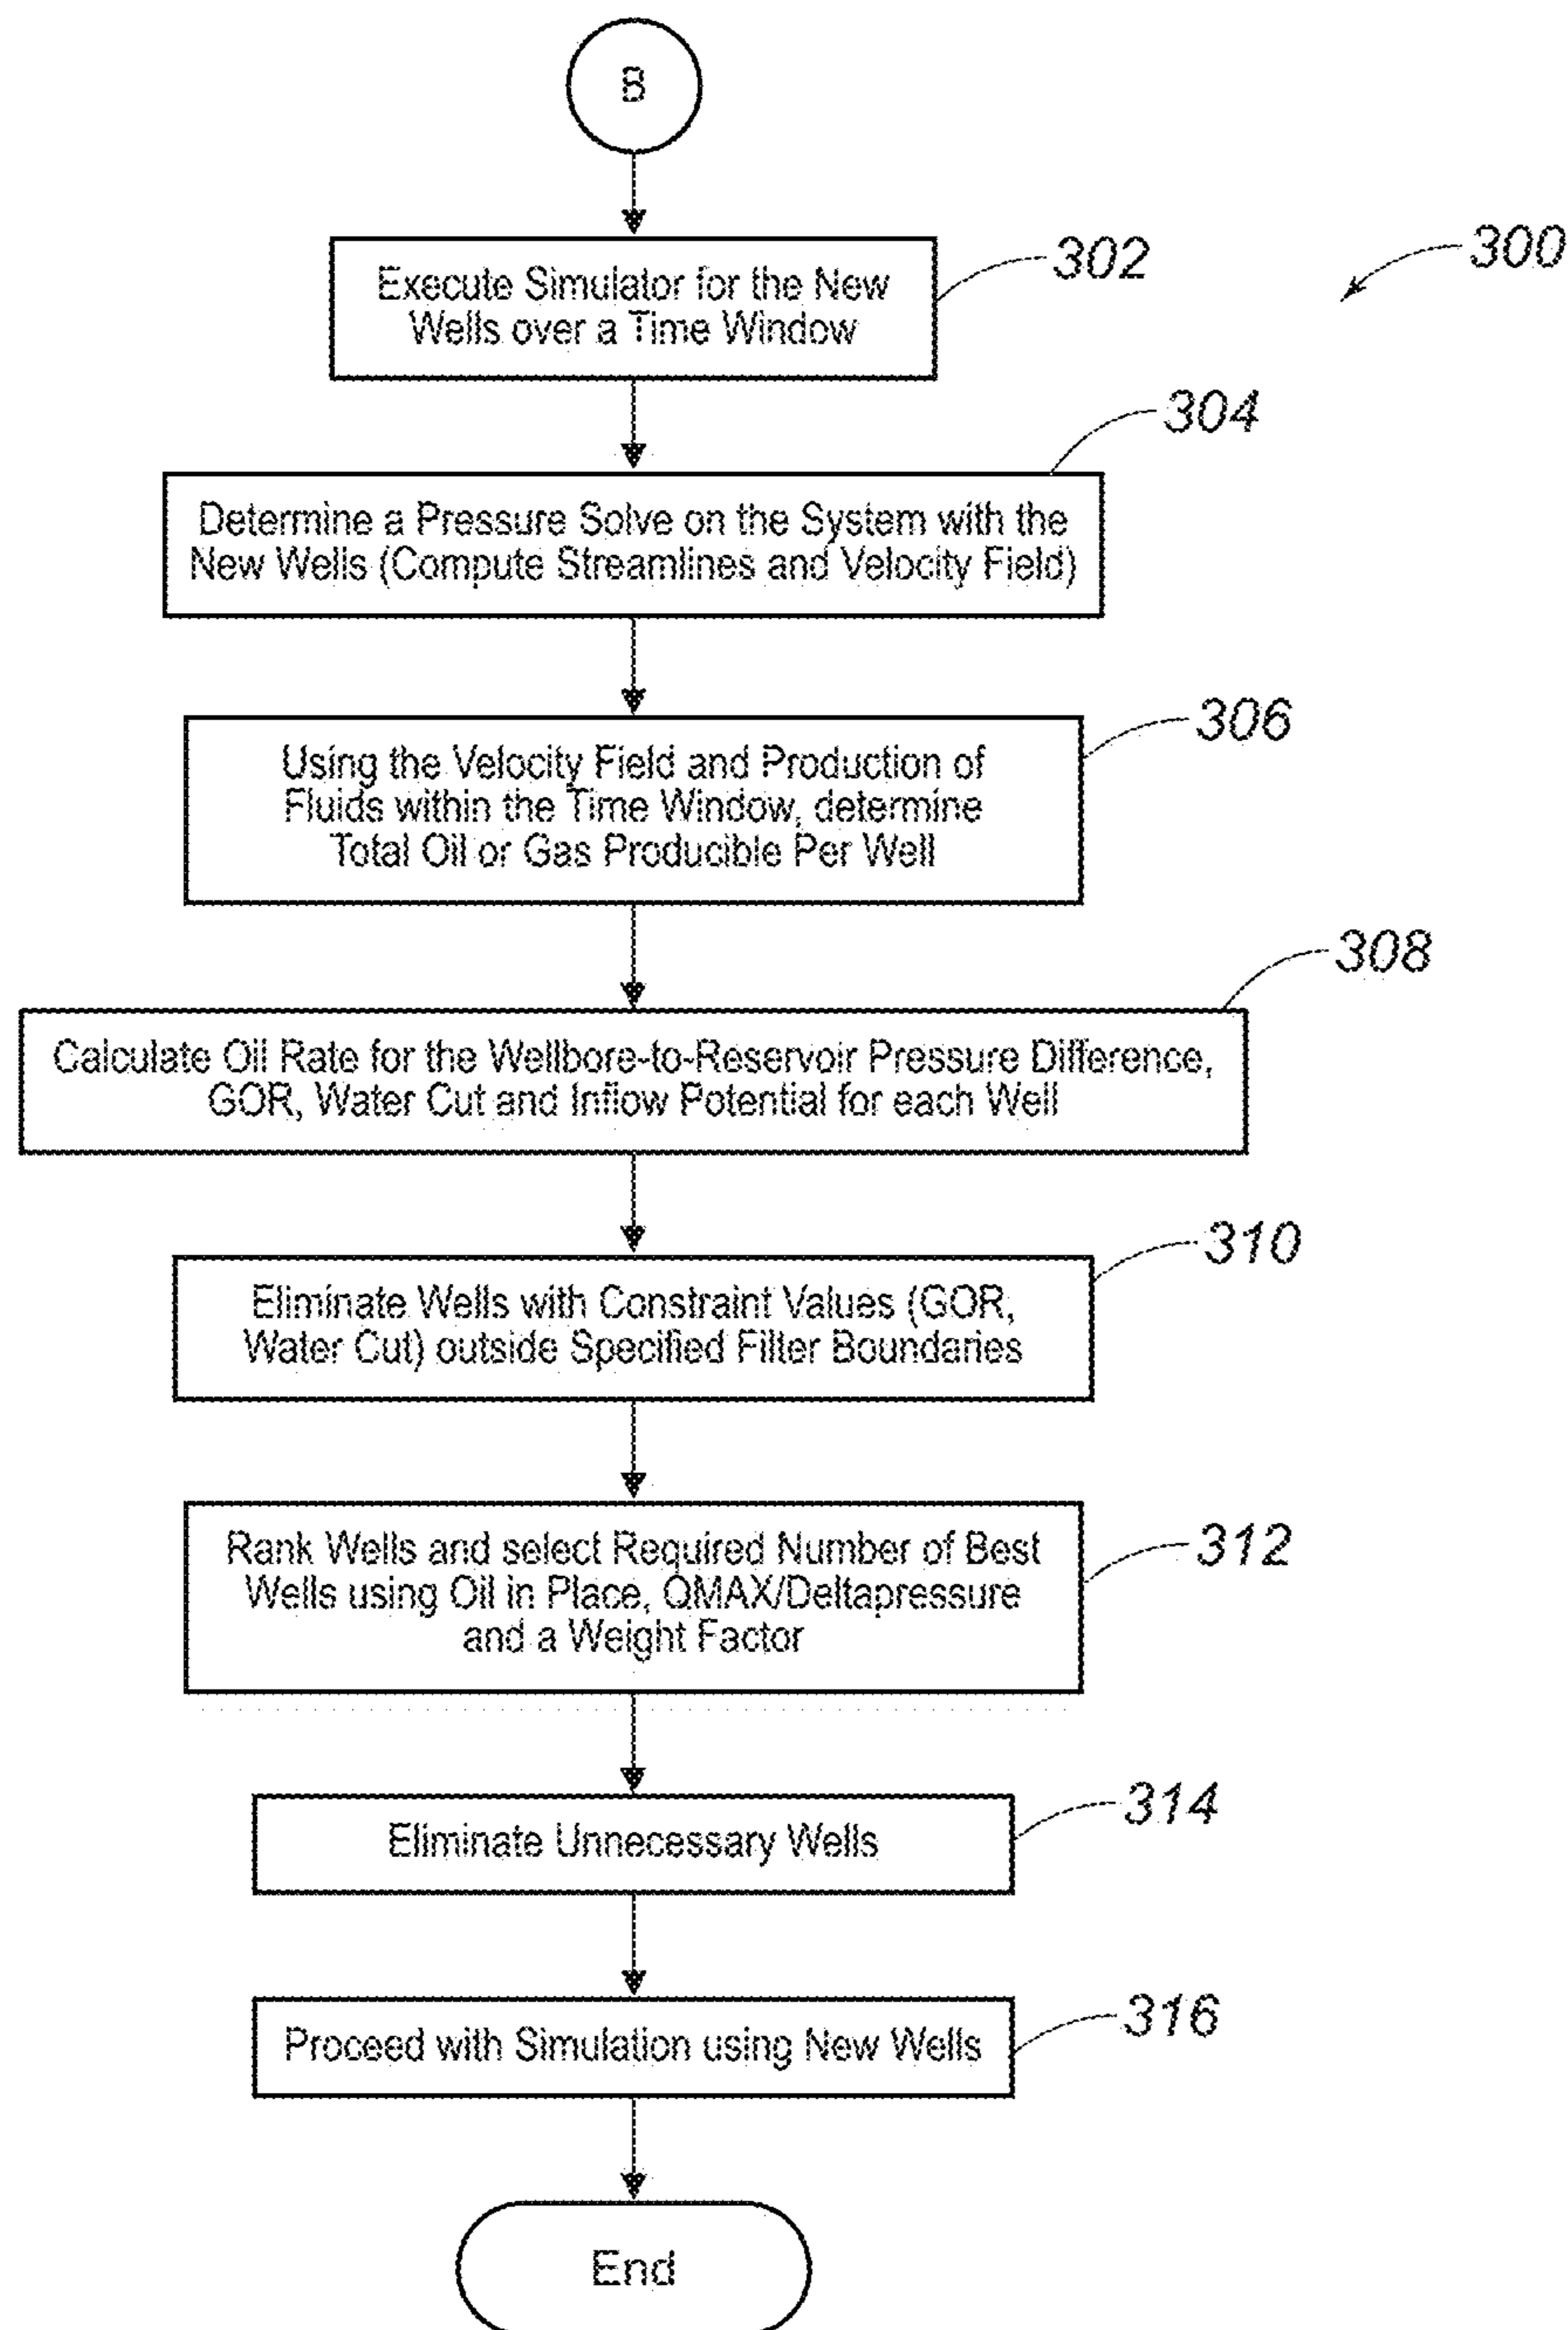 B
Execute Simulator for the New
Wells over a Time Window
302
300
304
Determine a Pressure Solve on the System with the
New Wells (Compute Streamlines and Velocity Field)
306
Using the Velocity Field and Production of
Fluids within the Time Window, determine
Total Oil or Gas Producible Per Well
308
Calculate Oil Rate for the Wellbore-to-Reservoir Pressure Difference,
GOR, Water Cut and Inflow Potential for each Well
310
Eliminate Wells with Constraint Values (GOR,
Water Cut) outside Specified Filter Boundaries
312
Rank Wells and select Required Number of Best
Wells using Oil in Place, QMAX/Deltapressure
and a Weight Factor
314
Eliminate Unnecessary Wells
316
Proceed with Simulation using New Wells
End